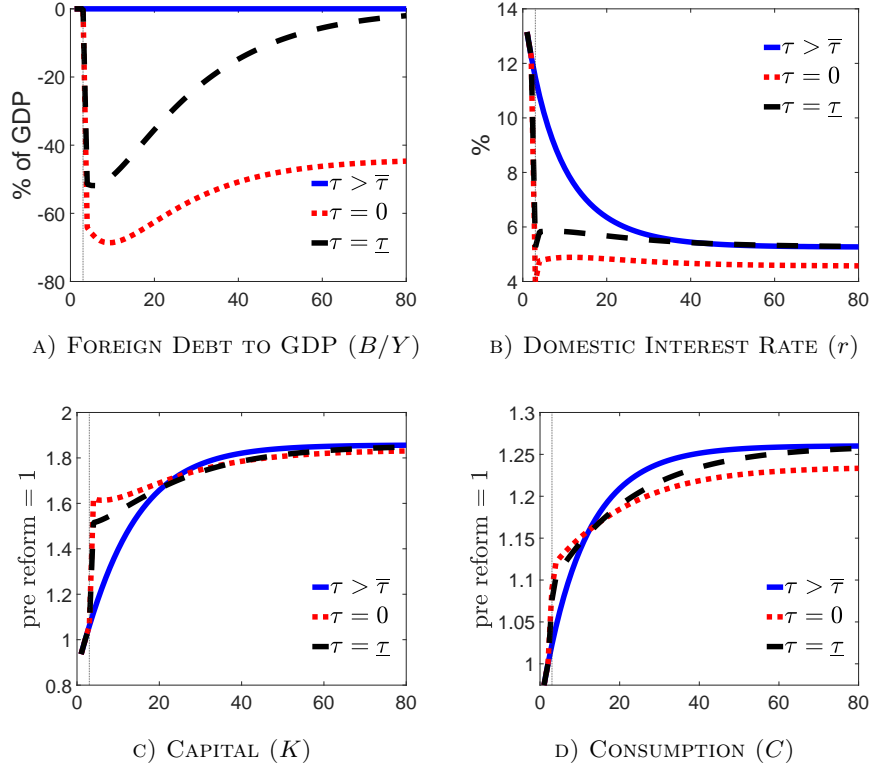 0
-20
-40
-60
-80
% of GDP
20
40
60
80
τ > τ̅
τ = 0
τ = τ̲
A) FOREIGN DEBT TO GDP (B/Y)
14
12
10
8
6
4
%
0
20
40
60
80
τ > τ̅
τ = 0
τ = τ̲
B) DOMESTIC INTEREST RATE (r)
2
1.8
1.6
1.4
1.2
1
0.8
pre reform = 1
20
40
60
80
τ > τ̅
τ = 0
τ = τ̲
C) CAPITAL (K)
1.3
1.25
1.2
1.15
1.1
1.05
1
pre reform = 1
0
20
40
60
80
τ > τ̅
τ = 0
τ = τ̲
D) CONSUMPTION (C)